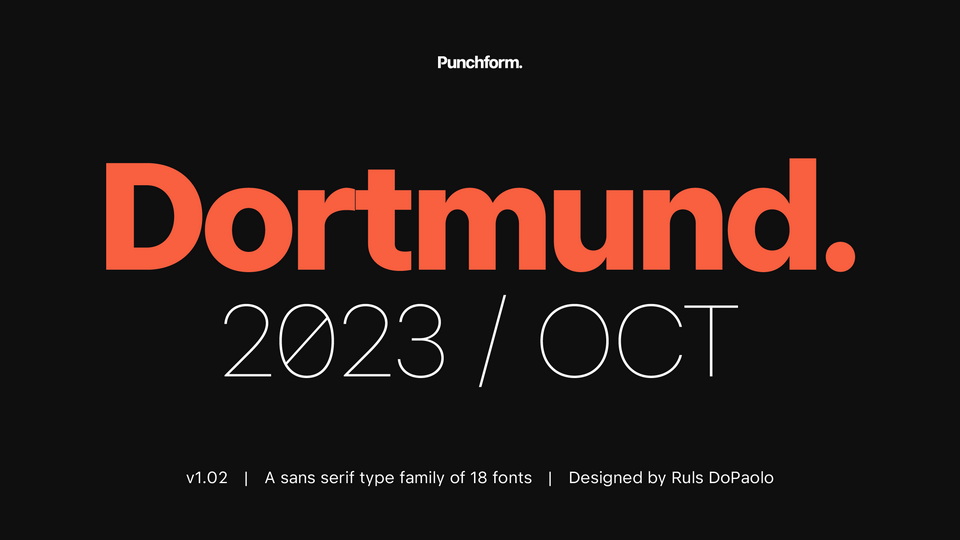 Punchform.
Dortmund.
2023 / OCT
v1.02 | A sans serif type family of 18 fonts | Designed by Ruls DoPaolo